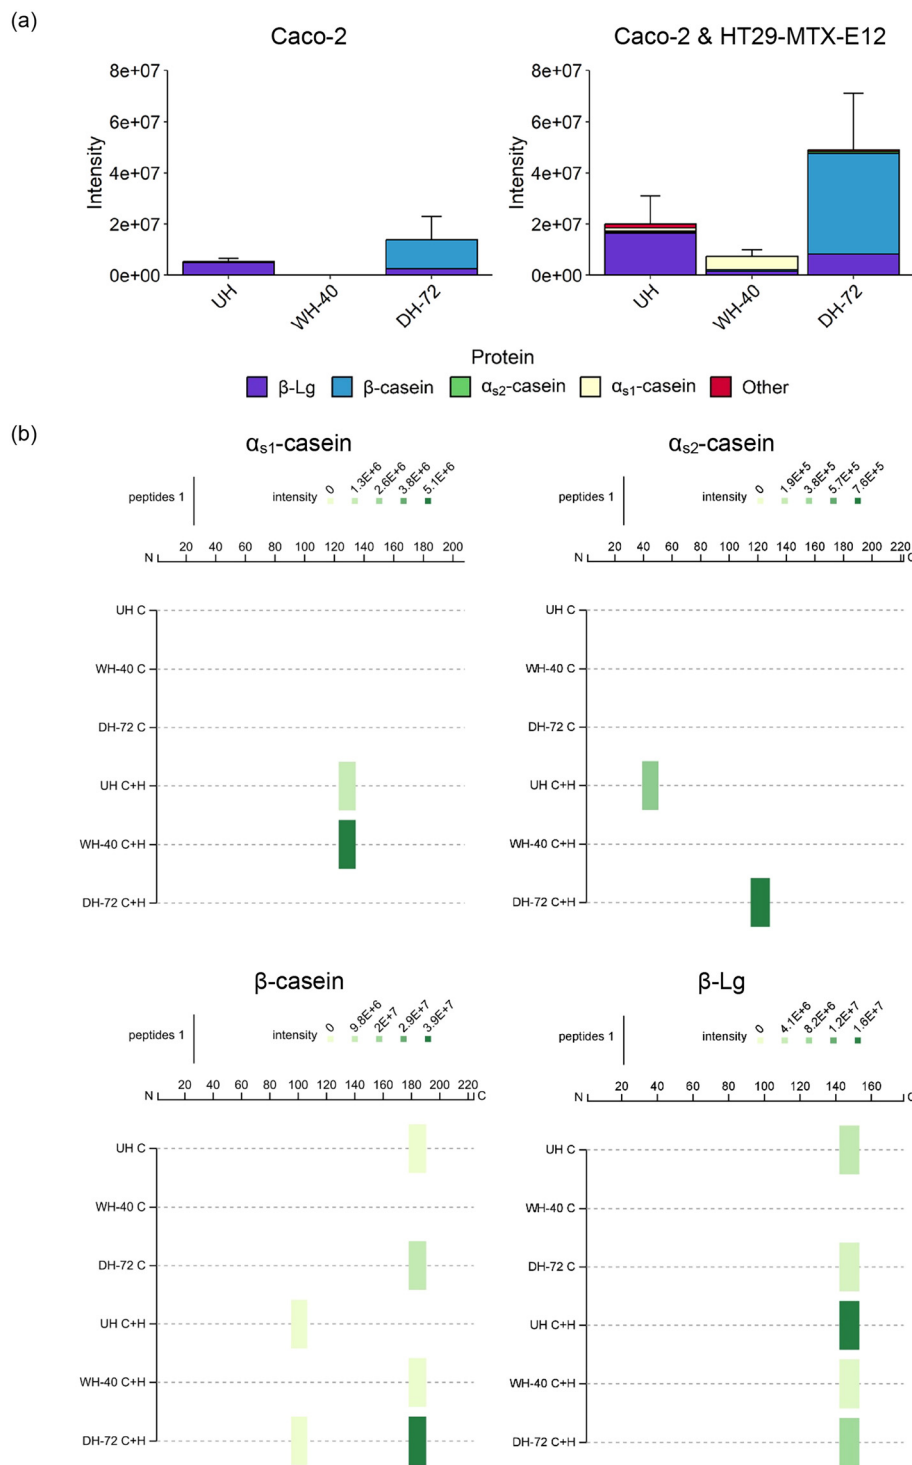 (a)
Caco-2
Caco-2 & HT29-MTX-E12
8e+07
6e+07
4e+07
2e+07
0e+00
Intensity
UH
WH-40
DH-72
8e+07
6e+07
4e+07
2e+07
0e+00
Intensity
UH
WH-40
DH-72
Protein
β-Lg
β-casein
αs2-casein
αs1-casein
Other
(b)
αs1-casein
peptides 1
intensity
0 1.3E+6 2.6E+6 3.8E+6 5.1E+6
N 20 40 60 80 100 120 140 160 180 200
UH C
WH-40 C
DH-72 C
UH C+H
WH-40 C+H
DH-72 C+H
αs2-casein
peptides 1
intensity
0 1.9E+5 3.8E+5 5.7E+5 7.6E+5
N 20 40 60 80 100 120 140 160 180 200 222 C
UH C
WH-40 C
DH-72 C
UH C+H
WH-40 C+H
DH-72 C+H
β-casein
peptides 1
intensity
0 9.8E+6 2E+7 2.9E+7 3.9E+7
N 20 40 60 80 100 120 140 160 180 200 220 C
UH C
WH-40 C
DH-72 C
UH C+H
WH-40 C+H
DH-72 C+H
β-Lg
peptides 1
intensity
0 4.1E+6 8.2E+6 1.2E+7 1.6E+7
N 20 40 60 80 100 120 140 160 C
UH C
WH-40 C
DH-72 C
UH C+H
WH-40 C+H
DH-72 C+H